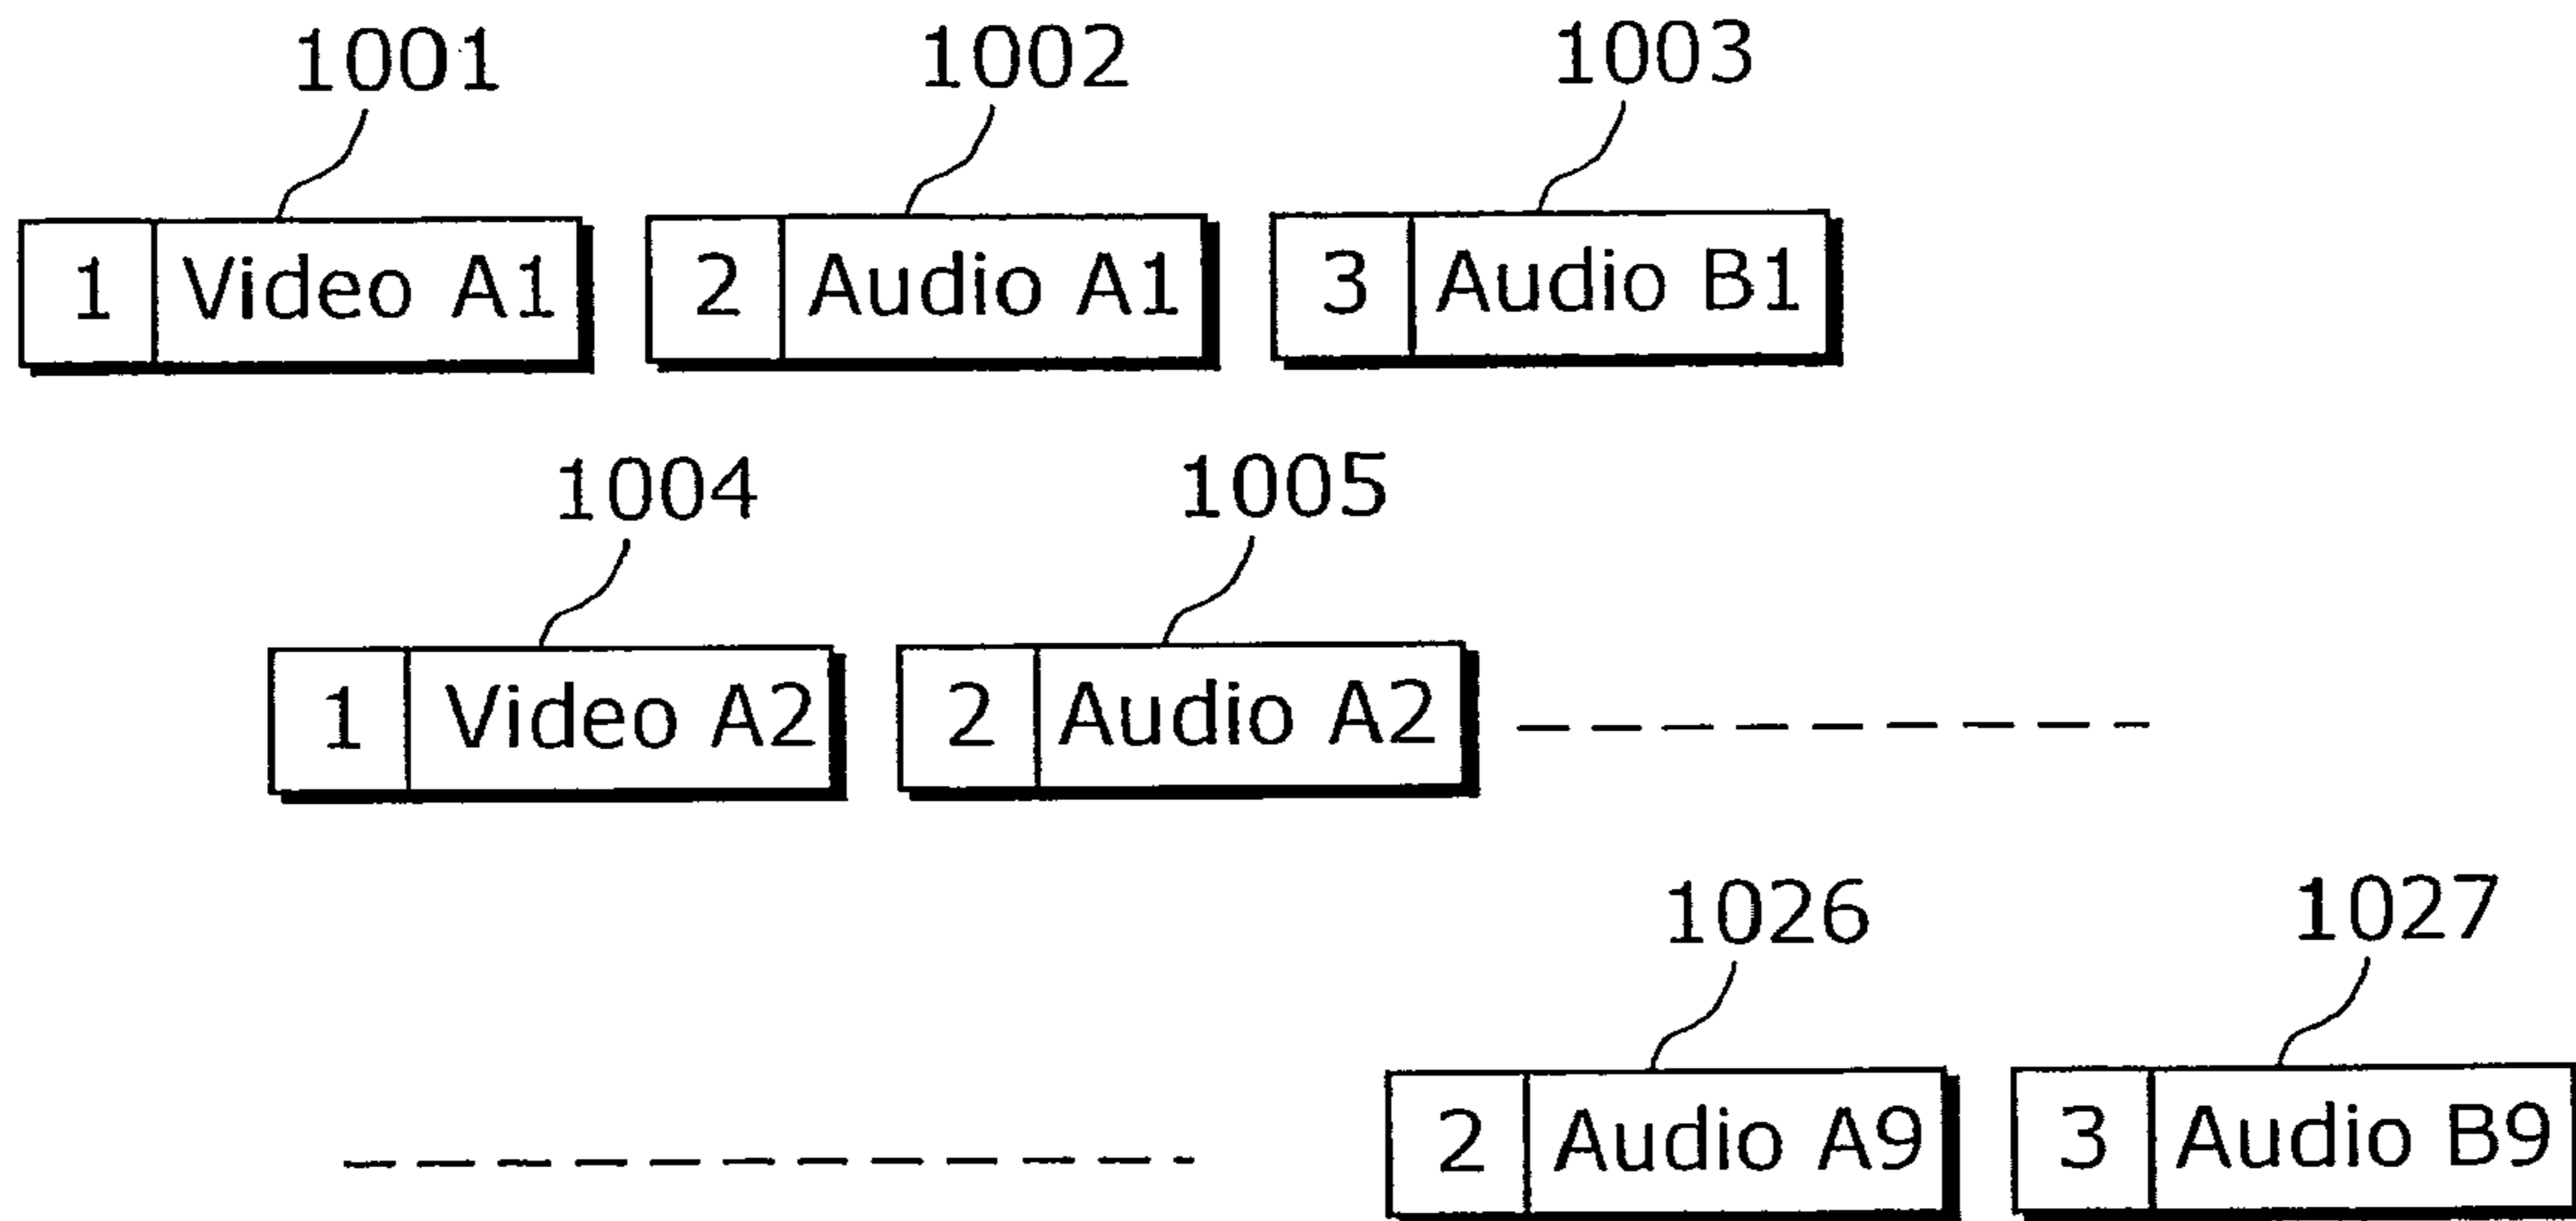 1001 1002 1003
1 Video A1 2 Audio A1 3 Audio B1
1004 1005
1 Video A2 2 Audio A2
1026 1027
2 Audio A9 3 Audio B9